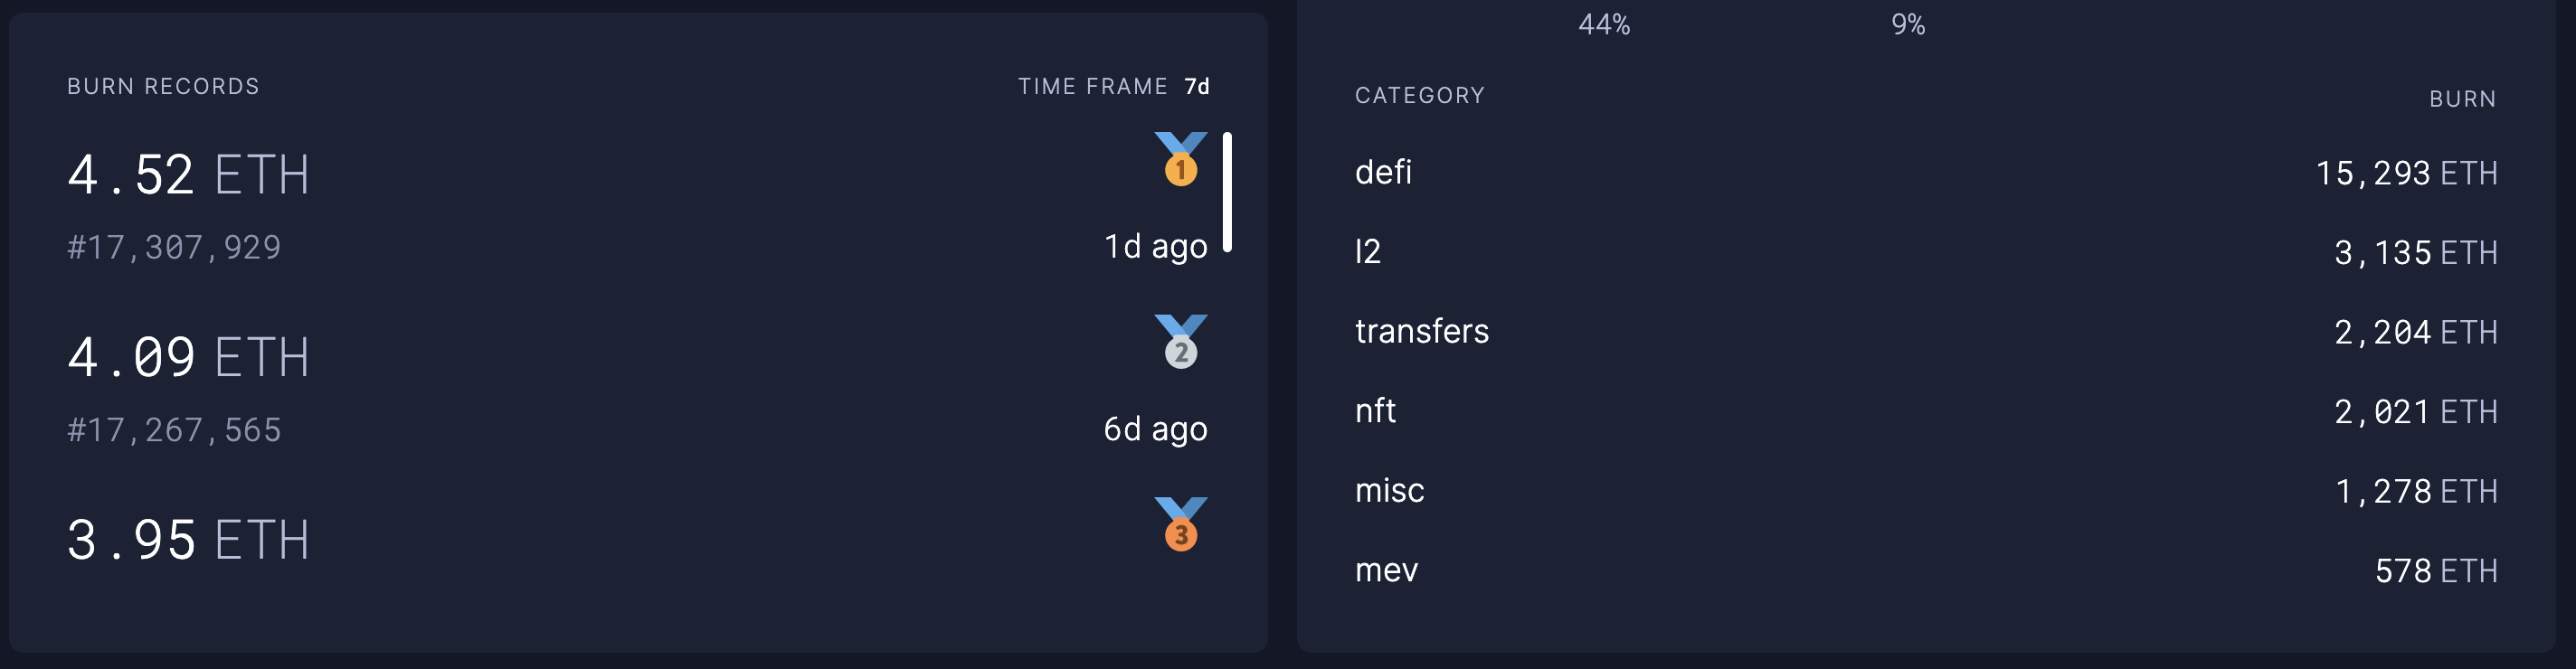 BURN RECORDS TIME FRAME 7d
4.52 ETH 1
#17,307,929 1d ago
4.09 ETH 2
#17,267,565 6d ago
3.95 ETH 3
44% 9%
CATEGORY BURN
defi 15,293 ETH
l2 3,135 ETH
transfers 2,204 ETH
nft 2,021 ETH
misc 1,278 ETH
mev 578 ETH